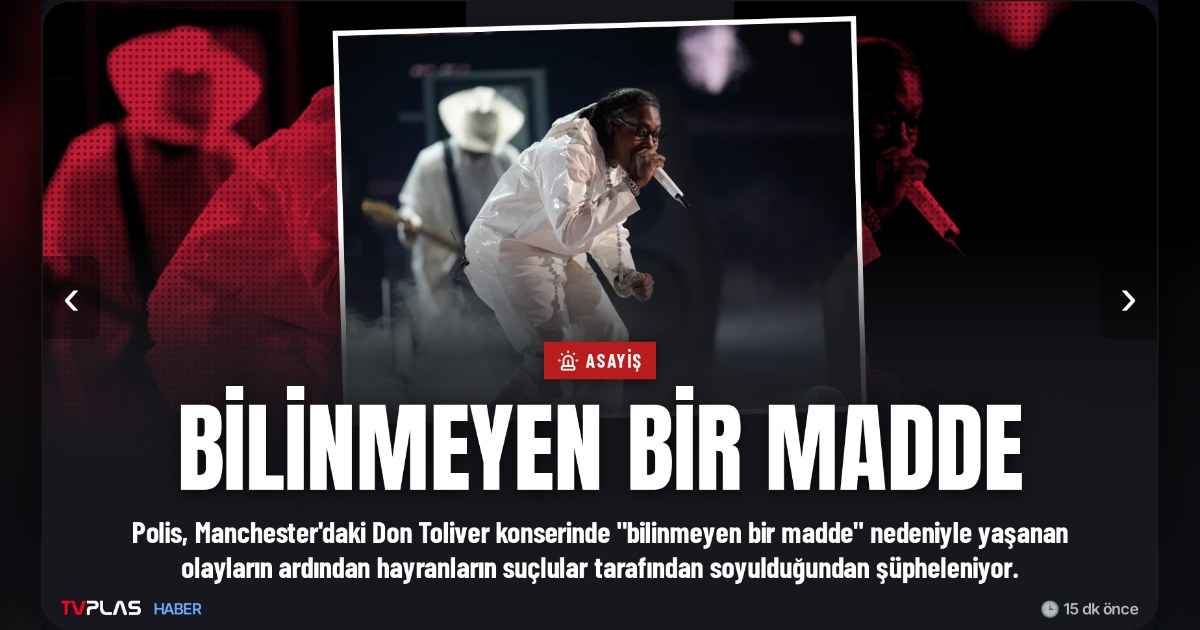 ASAYİŞ
BİLİNMEYEN BİR MADDE
Polis, Manchester'daki Don Toliver konserinde "bilinmeyen bir madde" nedeniyle yaşanan
olayların ardından hayranların suçlular tarafından soyulduğundan şüpheleniyor.
TVPLAS HABER
15 dk önce